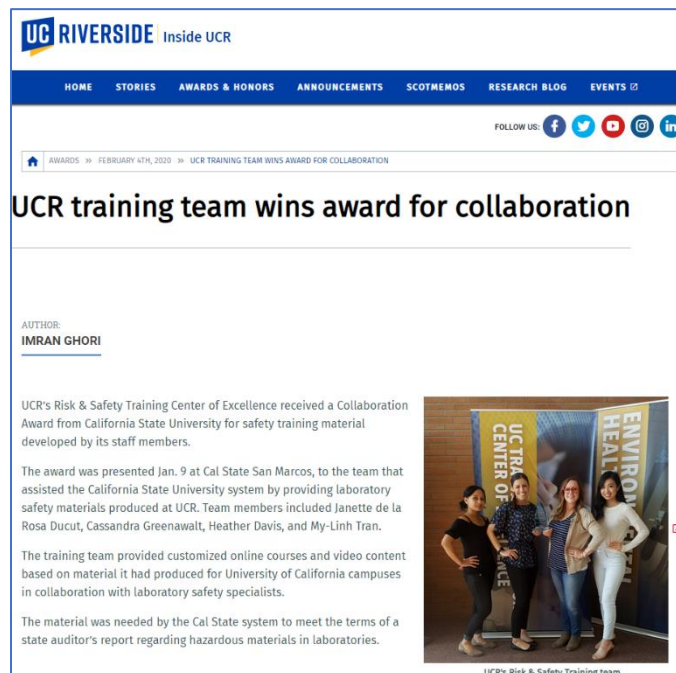 UC RIVERSIDE Inside UCR
HOME STORIES AWARDS & HONORS ANNOUNCEMENTS SCOTMEMOS RESEARCH BLOG EVENTS
FOLLOW US:
AWARDS » FEBRUARY 4TH, 2020 » UCR TRAINING TEAM WINS AWARD FOR COLLABORATION
UCR training team wins award for collaboration
AUTHOR:
IMRAN GHORI
UCR's Risk & Safety Training Center of Excellence received a Collaboration
Award from California State University for safety training material
developed by its staff members.
The award was presented Jan. 9 at Cal State San Marcos, to the team that
assisted the California State University system by providing laboratory
safety materials produced at UCR. Team members included Janette de la
Rosa Ducut, Cassandra Greenawalt, Heather Davis, and My-Linh Tran.
The training team provided customized online courses and video content
based on material it had produced for University of California campuses
in collaboration with laboratory safety specialists.
The material was needed by the Cal State system to meet the terms of a
state auditor's report regarding hazardous materials in laboratories.
UC TRA
CENTER OF
ENVIRON
HEAL
UCR's Risk & Safety Training team